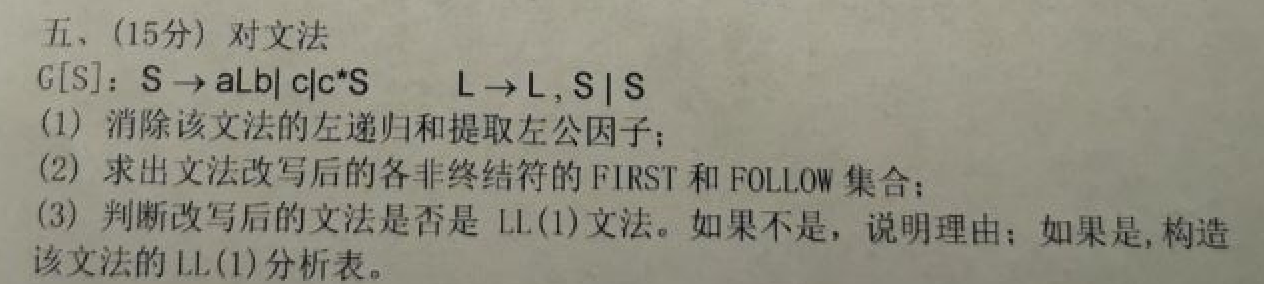 五、(15分) 对文法
G[S]: S → aLb| c|c*S L → L , S | S
(1) 消除该文法的左递归和提取左公因子;
(2) 求出文法改写后的各非终结符的 FIRST 和 FOLLOW 集合;
(3) 判断改写后的文法是否是 LL(1)文法。如果不是，说明理由; 如果是,构造
该文法的 LL(1)分析表。